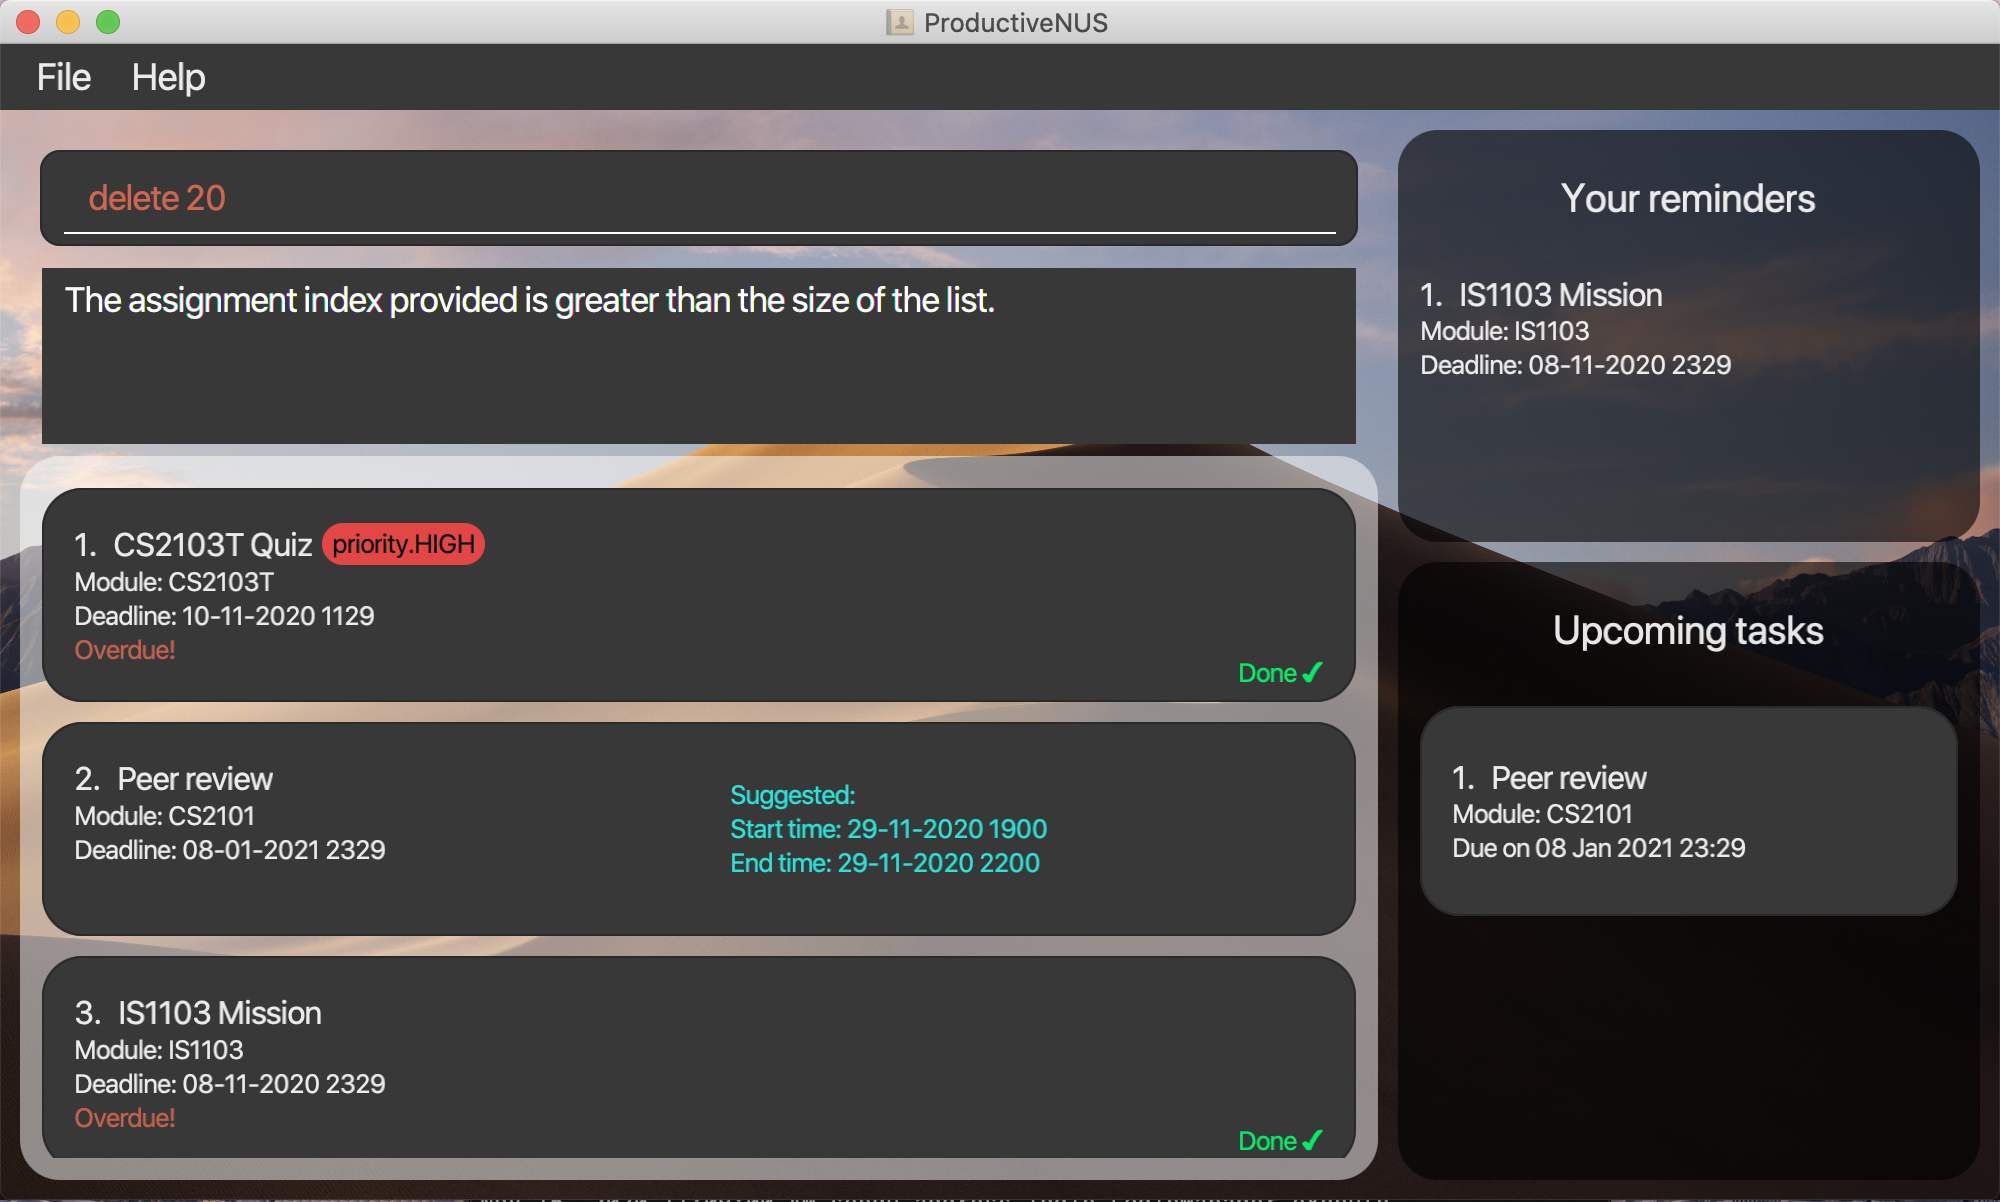 ProductiveNUS
File Help
delete 20
The assignment index provided is greater than the size of the list.
1. CS2103T Quiz priority.HIGH
Module: CS2103T
Deadline: 10-11-2020 1129
Overdue!
Done ✓
2. Peer review
Module: CS2101
Deadline: 08-01-2021 2329
Suggested:
Start time: 29-11-2020 1900
End time: 29-11-2020 2200
3. IS1103 Mission
Module: IS1103
Deadline: 08-11-2020 2329
Overdue!
Done ✓
Your reminders
1. IS1103 Mission
Module: IS1103
Deadline: 08-11-2020 2329
Upcoming tasks
1. Peer review
Module: CS2101
Due on 08 Jan 2021 23:29